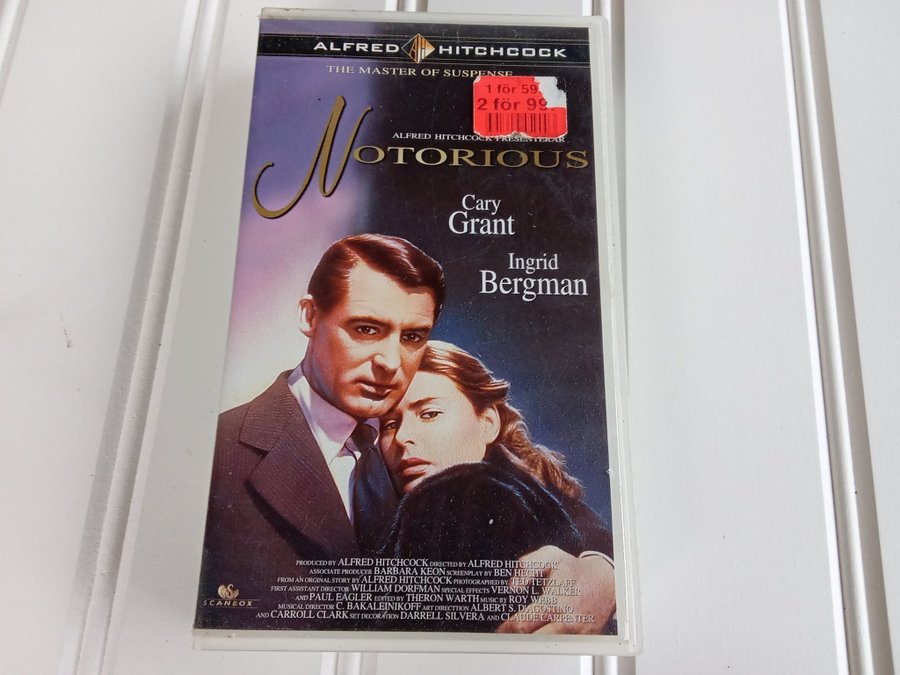 ALFRED AH HITCHCOCK
THE MASTER OF SUSPENSE
1 för 59
2 för 99
ALFRED HITCHCOCK PRESENTERAR
NOTORIOUS
Cary
Grant
Ingrid
Bergman
PRODUCED BY ALFRED HITCHCOCK DIRECTED BY ALFRED HITCHCOCK
ASSOCIATE PRODUCER BARBARA KEON SCREENPLAY BY BEN HECHT
FROM AN ORGINAL STORY BY ALFRED HITCHCOCK PHOTOGRAPHED BY TED TETZLAFF
FIRST ASSISTANT DIRECTOR WILLIAM DORFMAN SPECIAL EFFECTS VERNON L. WALKER
AND PAUL EAGLER EDITED BY THERON WARTH MUSIC BY ROY WEBB
MUSICAL DIRECTOR C. BAKALEINIKOFF ART DIRECTION ALBERT S. D'AGOSTINO
AND CARROLL CLARK SET DECORATION DARRELL SILVERA AND CLAUDE CARPENTER
SCANBOX